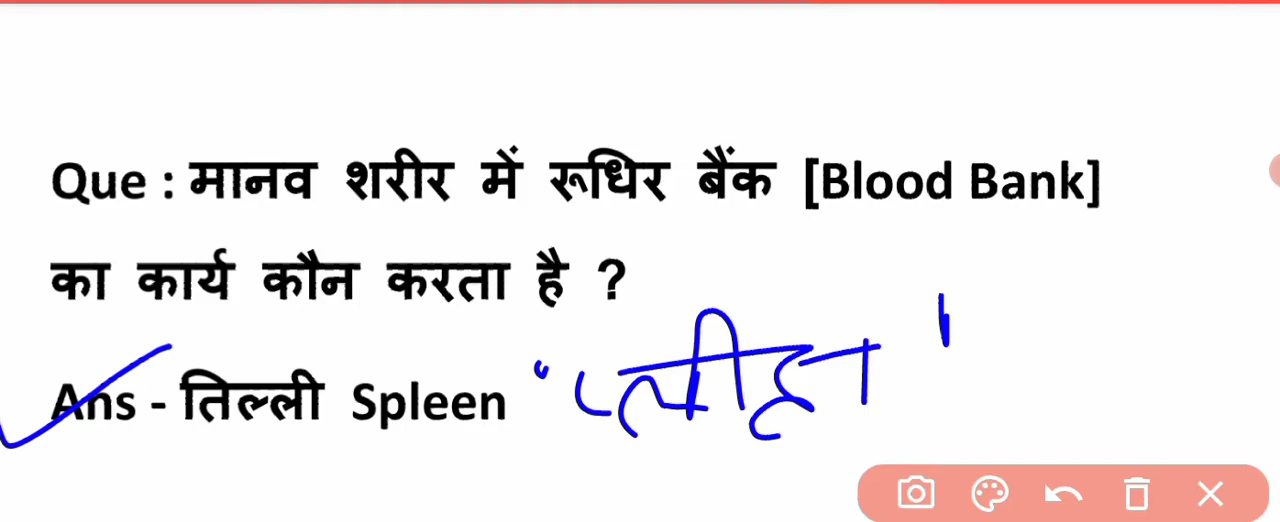 Que : मानव शरीर में रूधिर बैंक [Blood Bank]
का कार्य कौन करता है ?
Ans - तिल्ली Spleen "प्लीहा"